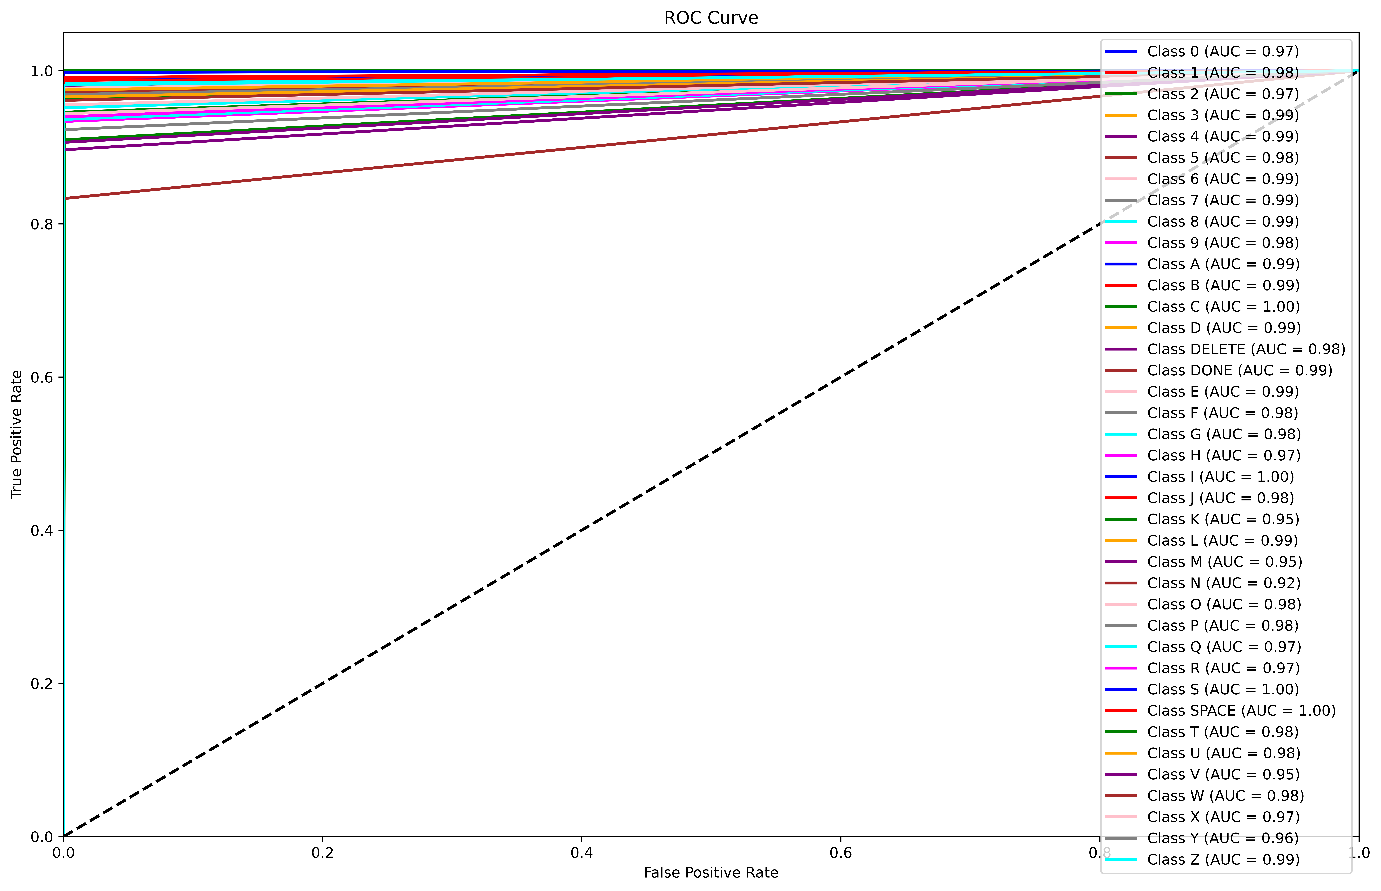 ROC Curve
True Positive Rate
1.0
0.8
0.6
0.4
0.2
0.0
0.0
0.2
0.4
0.6
0.8
1.0
False Positive Rate
Class 0 (AUC = 0.97)
Class 1 (AUC = 0.98)
Class 2 (AUC = 0.97)
Class 3 (AUC = 0.99)
Class 4 (AUC = 0.99)
Class 5 (AUC = 0.98)
Class 6 (AUC = 0.99)
Class 7 (AUC = 0.99)
Class 8 (AUC = 0.99)
Class 9 (AUC = 0.98)
Class A (AUC = 0.99)
Class B (AUC = 0.99)
Class C (AUC = 1.00)
Class D (AUC = 0.99)
Class DELETE (AUC = 0.98)
Class DONE (AUC = 0.99)
Class E (AUC = 0.99)
Class F (AUC = 0.98)
Class G (AUC = 0.98)
Class H (AUC = 0.97)
Class I (AUC = 1.00)
Class J (AUC = 0.98)
Class K (AUC = 0.95)
Class L (AUC = 0.99)
Class M (AUC = 0.95)
Class N (AUC = 0.92)
Class O (AUC = 0.98)
Class P (AUC = 0.98)
Class Q (AUC = 0.97)
Class R (AUC = 0.97)
Class S (AUC = 1.00)
Class SPACE (AUC = 1.00)
Class T (AUC = 0.98)
Class U (AUC = 0.98)
Class V (AUC = 0.95)
Class W (AUC = 0.98)
Class X (AUC = 0.97)
Class Y (AUC = 0.96)
Class Z (AUC = 0.99)